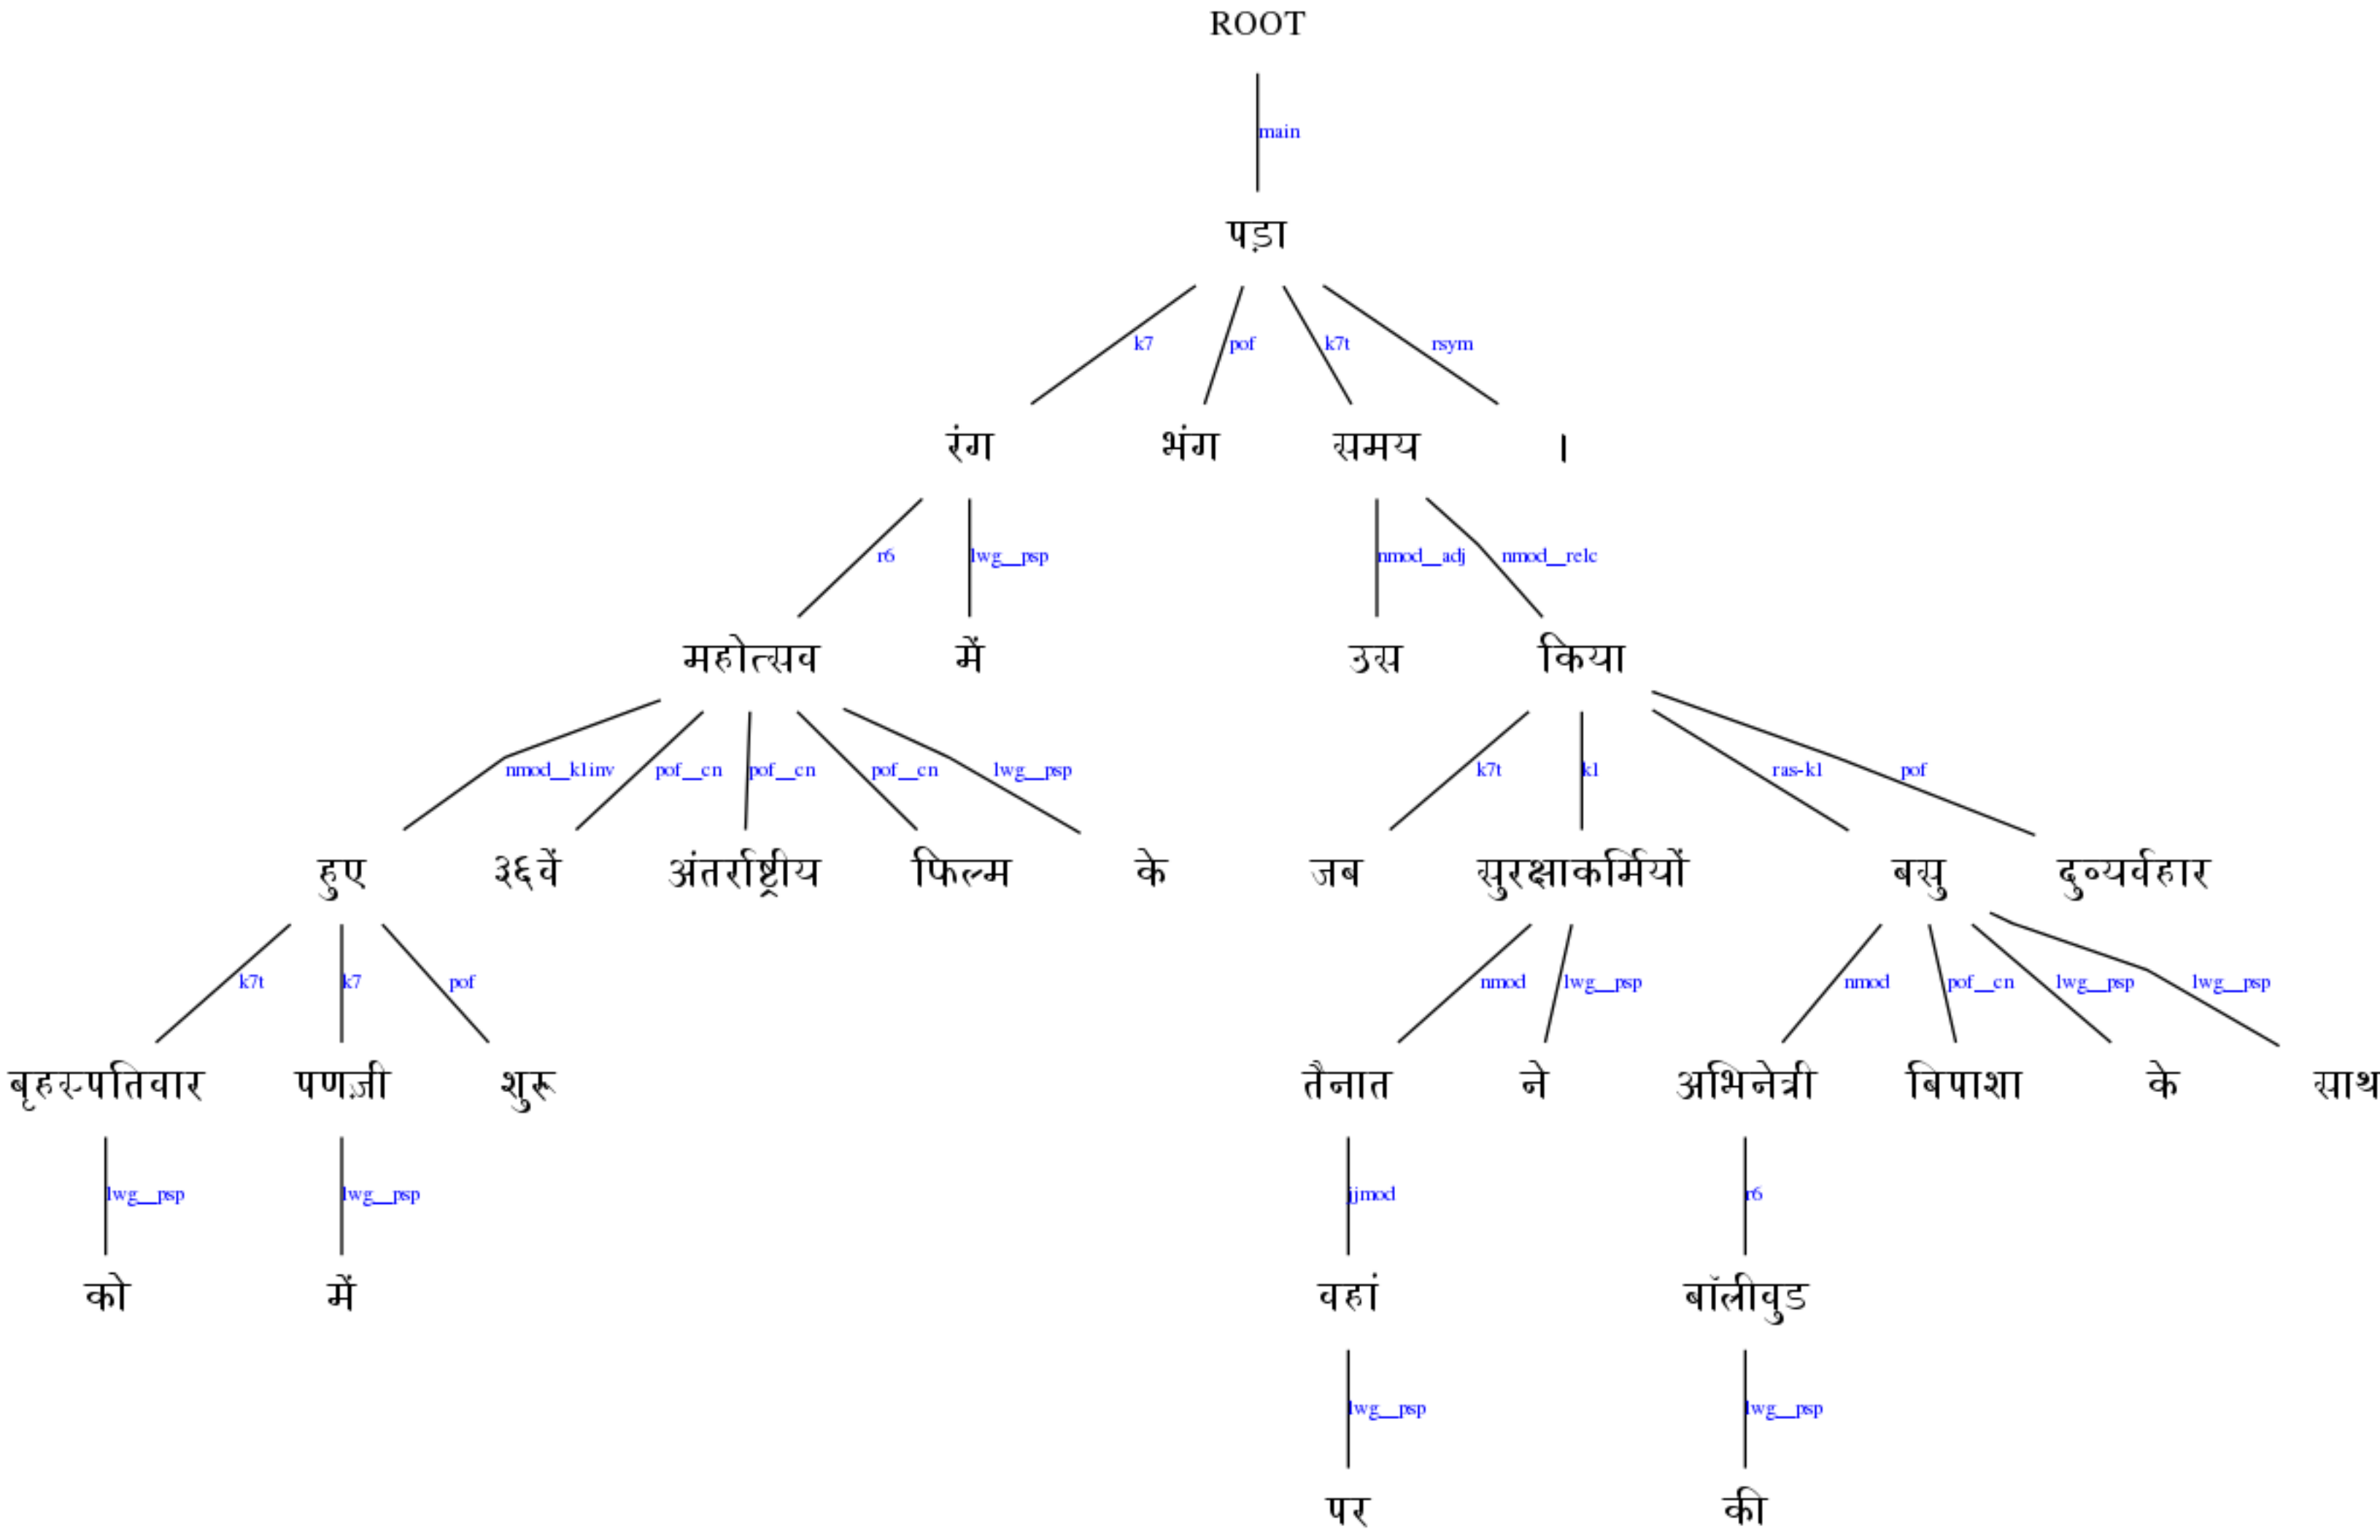 ROOT
main
पड़ा
k7 pof k7t rsym
रंग भंग समय ।
r6 lwg__psp nmod__adj nmod__relc
महोत्सव में उस किया
nmod__k1inv pof__cn pof__cn pof__cn lwg__psp k7t k1 ras-k1 pof
हुए ३६वें अंतर्राष्ट्रीय फिल्म के जब सुरक्षाकर्मियों बसु दुव्यर्वहार
k7t k7 pof nmod lwg__psp nmod pof__cn lwg__psp lwg__psp
बृहस्पतिवार पणज़ी शुरू तैनात ने अभिनेत्री बिपाशा के साथ
lwg__psp lwg__psp jjmod r6
को में वहां बॉलीवुड
lwg__psp lwg__psp
पर की